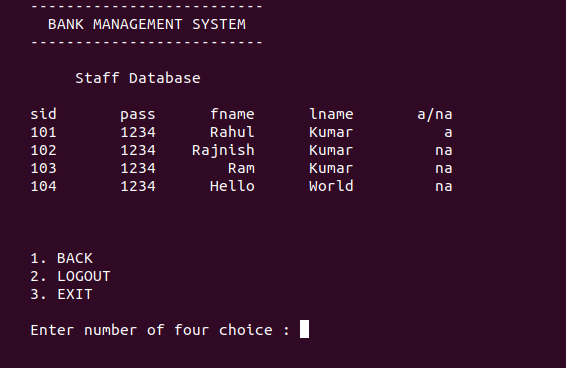 --------------------------
BANK MANAGEMENT SYSTEM
--------------------------
Staff Database
sid pass fname lname a/na
101 1234 Rahul Kumar a
102 1234 Rajnish Kumar na
103 1234 Ram Kumar na
104 1234 Hello World na
1. BACK
2. LOGOUT
3. EXIT
Enter number of four choice :